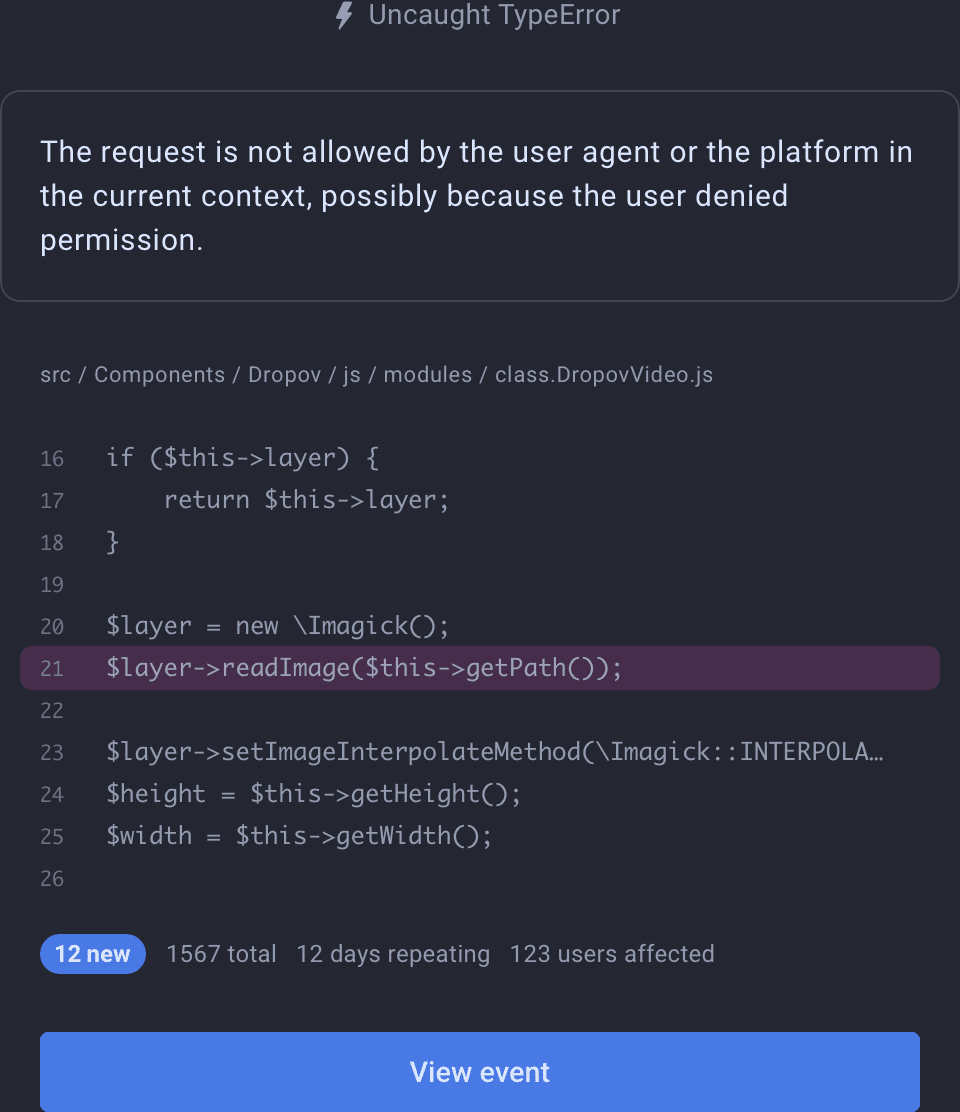 Uncaught TypeError
The request is not allowed by the user agent or the platform in
the current context, possibly because the user denied
permission.
src / Components / Dropov / js / modules / class.DropovVideo.js
16 if ($this->layer) {
17 return $this->layer;
18 }
19
20 $layer = new \Imagick();
21 $layer->readImage($this->getPath());
22
23 $layer->setImageInterpolateMethod(\Imagick::INTERPOLA…
24 $height = $this->getHeight();
25 $width = $this->getWidth();
26
12 new 1567 total 12 days repeating 123 users affected
View event